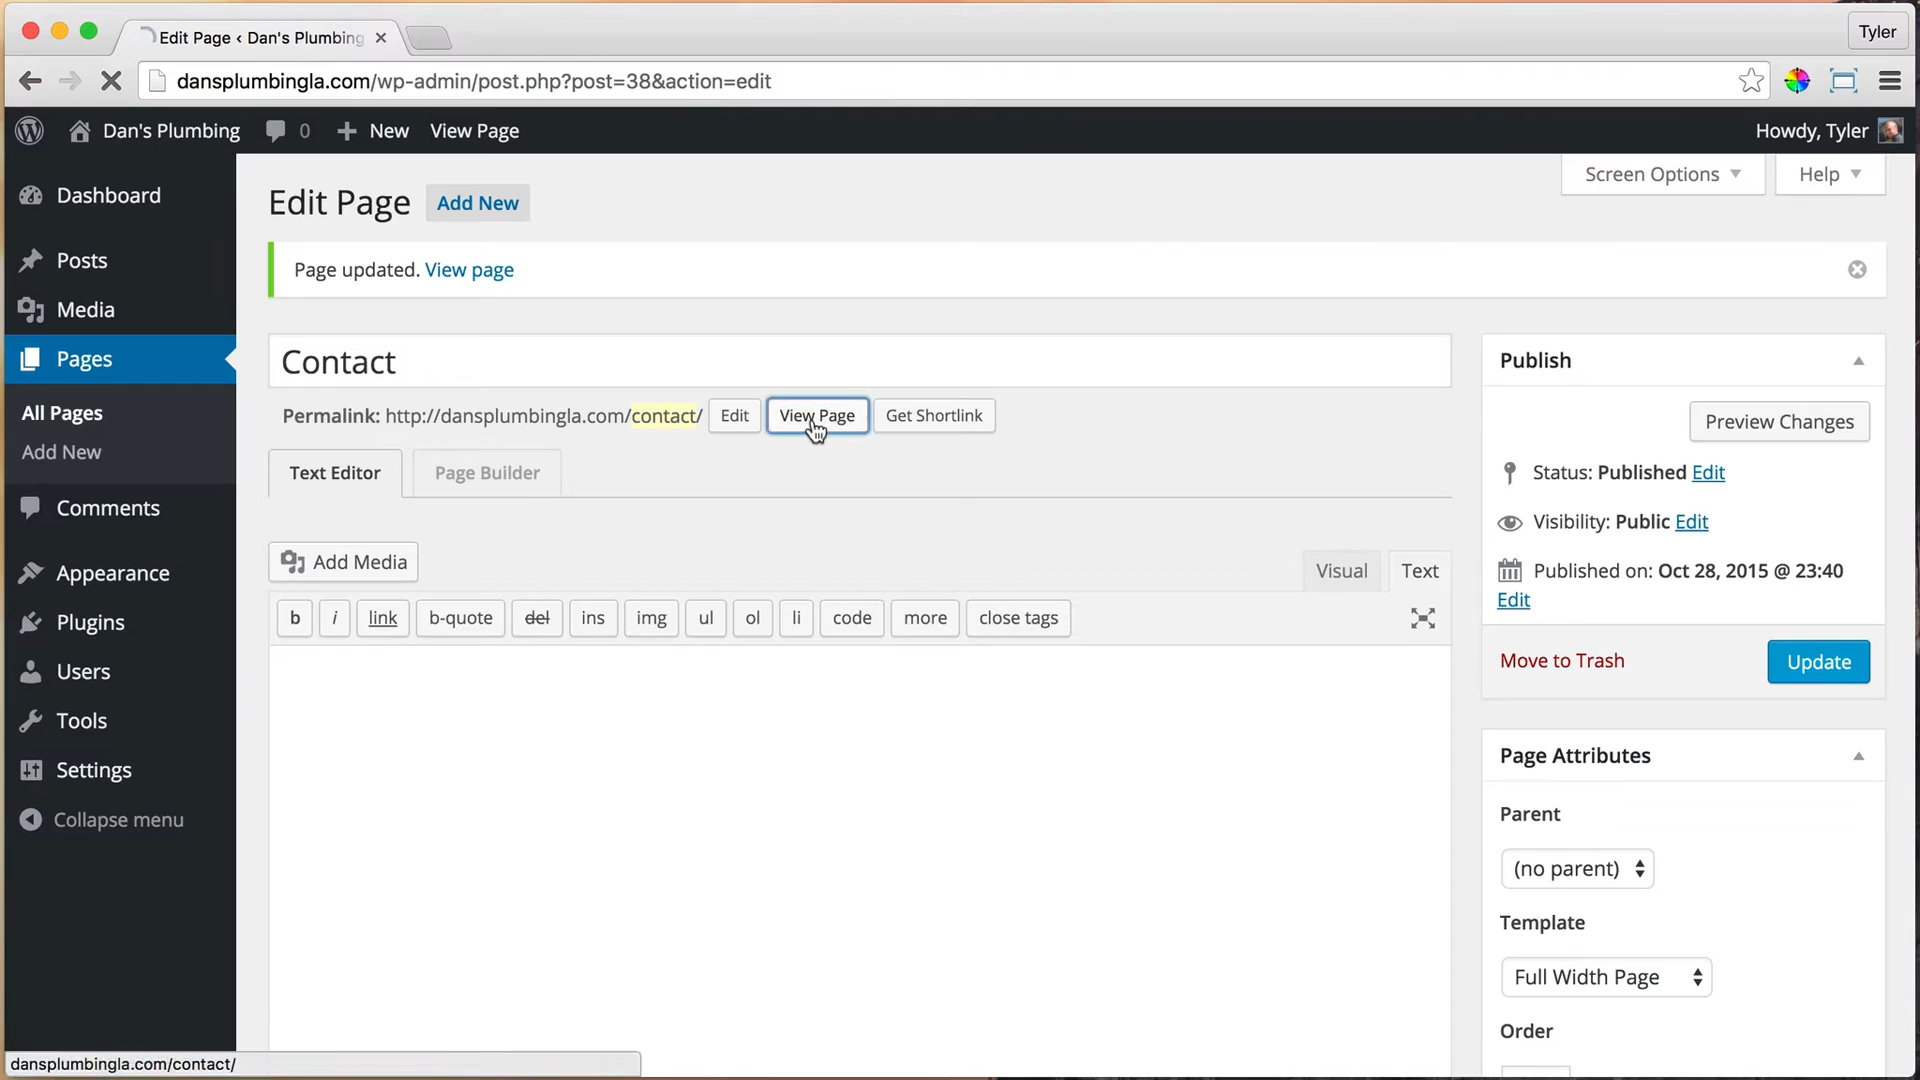 Edit Page ‹ Dan's Plumbing
Tyler
dansplumbingla.com/wp-admin/post.php?post=38&action=edit
Dan's Plumbing 0 New View Page Howdy, Tyler
Dashboard
Posts
Media
Pages
All Pages
Add New
Comments
Appearance
Plugins
Users
Tools
Settings
Collapse menu
Screen Options Help
Edit Page Add New
Page updated. View page
Contact
Permalink: http://dansplumbingla.com/contact/ Edit View Page Get Shortlink
Text Editor Page Builder
Add Media Visual Text
b i link b-quote del ins img ul ol li code more close tags
Publish
Preview Changes
Status: Published Edit
Visibility: Public Edit
Published on: Oct 28, 2015 @ 23:40
Edit
Move to Trash Update
Page Attributes
Parent
(no parent)
Template
Full Width Page
Order
dansplumbingla.com/contact/